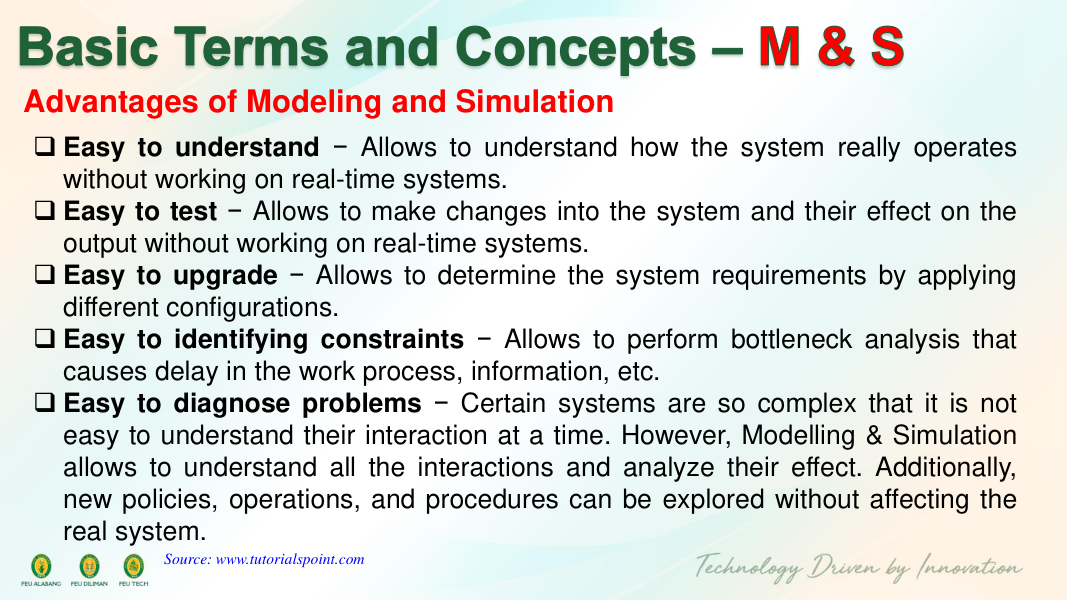 Basic Terms and Concepts – M & S
Advantages of Modeling and Simulation
❑ Easy to understand − Allows to understand how the system really operates
without working on real-time systems.
❑ Easy to test − Allows to make changes into the system and their effect on the
output without working on real-time systems.
❑ Easy to upgrade − Allows to determine the system requirements by applying
different configurations.
❑ Easy to identifying constraints − Allows to perform bottleneck analysis that
causes delay in the work process, information, etc.
❑ Easy to diagnose problems − Certain systems are so complex that it is not
easy to understand their interaction at a time. However, Modelling & Simulation
allows to understand all the interactions and analyze their effect. Additionally,
new policies, operations, and procedures can be explored without affecting the
real system.
Source: www.tutorialspoint.com
FEU ALABANG FEU DILIMAN FEU TECH
Technology Driven by Innovation